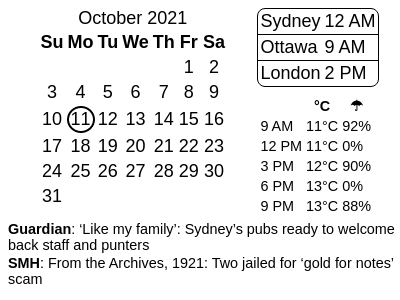 October 2021
Su Mo Tu We Th Fr Sa
1 2
3 4 5 6 7 8 9
10 11 12 13 14 15 16
17 18 19 20 21 22 23
24 25 26 27 28 29 30
31
Sydney 12 AM
Ottawa 9 AM
London 2 PM
°C ☂
9 AM 11°C 92%
12 PM 11°C 0%
3 PM 12°C 90%
6 PM 13°C 0%
9 PM 13°C 88%
Guardian: ‘Like my family’: Sydney’s pubs ready to welcome
back staff and punters
SMH: From the Archives, 1921: Two jailed for ‘gold for notes’
scam